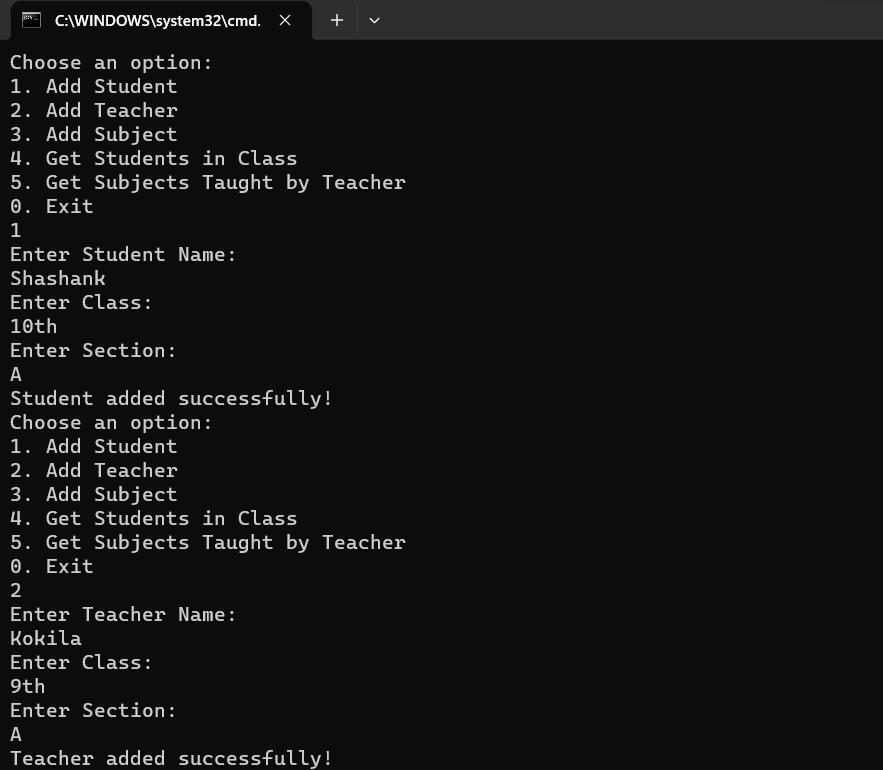 C:\WINDOWS\system32\cmd.
Choose an option:
1. Add Student
2. Add Teacher
3. Add Subject
4. Get Students in Class
5. Get Subjects Taught by Teacher
0. Exit
1
Enter Student Name:
Shashank
Enter Class:
10th
Enter Section:
A
Student added successfully!
Choose an option:
1. Add Student
2. Add Teacher
3. Add Subject
4. Get Students in Class
5. Get Subjects Taught by Teacher
0. Exit
2
Enter Teacher Name:
Kokila
Enter Class:
9th
Enter Section:
A
Teacher added successfully!